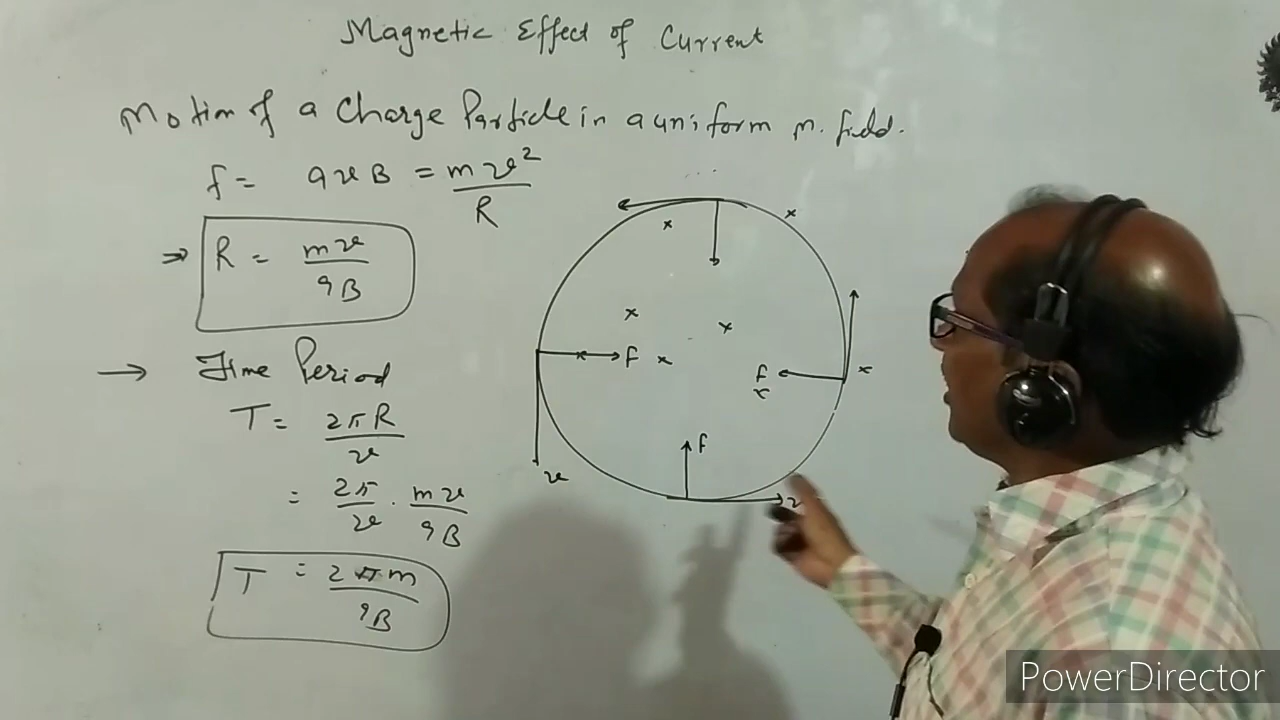 Magnetic Effect of Current
Motion of a Charge Particle in a uniform m. field.
f = qvB = mv²/R
⇒ R = mv/qB
→ Time Period
T = 2πR/v
= 2π/v · mv/qB
T = 2πm/qB
x x
x x
f x x
f x
x
f
v
v
PowerDirector